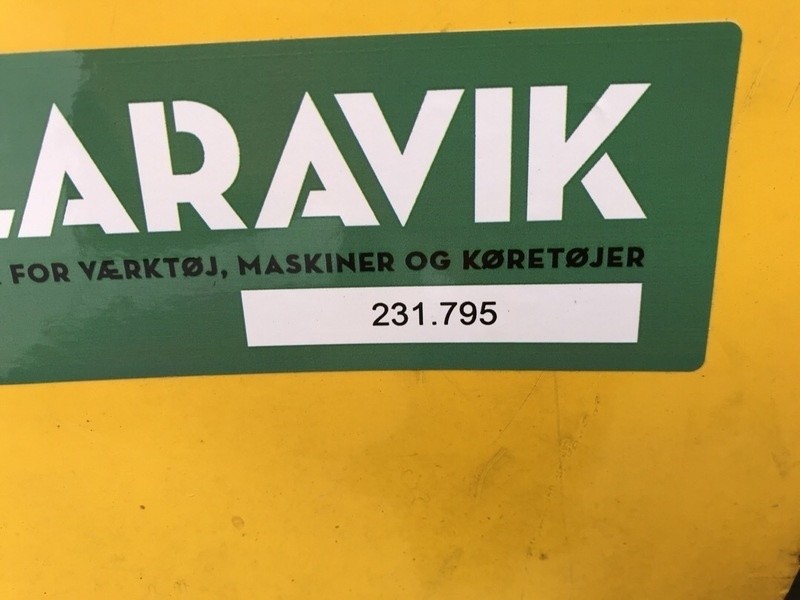 LARAVIK
FOR VÆRKTØJ, MASKINER OG KØRETØJER
231.795